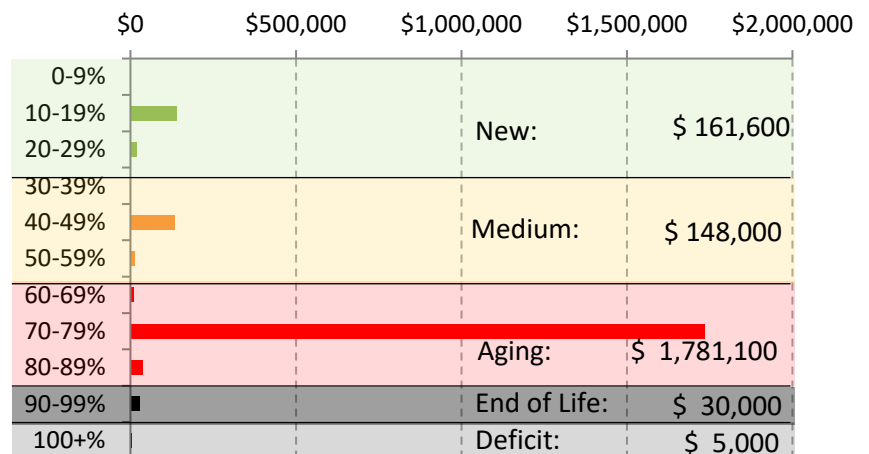 $0 $500,000 $1,000,000 $1,500,000 $2,000,000
0-9%
10-19%
New: $ 161,600
20-29%
30-39%
40-49%
Medium: $ 148,000
50-59%
60-69%
70-79%
Aging: $ 1,781,100
80-89%
90-99% End of Life: $ 30,000
100+% Deficit: $ 5,000